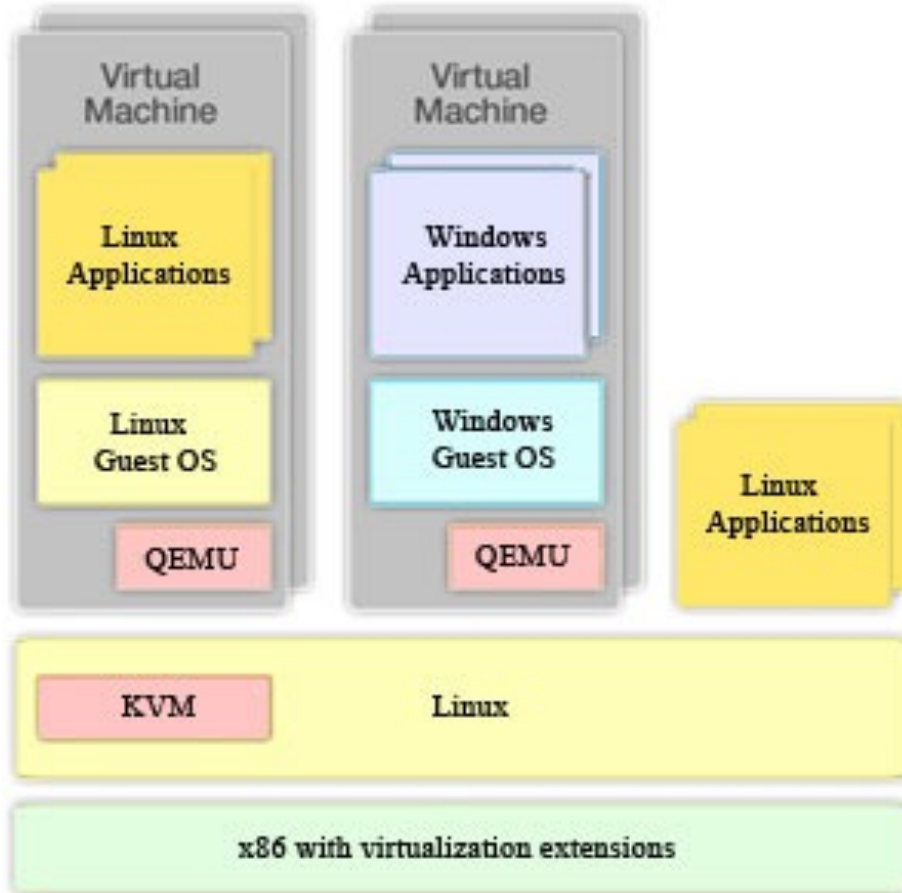 Virtual
Machine
Linux
Applications
Linux
Guest OS
QEMU
Virtual
Machine
Windows
Applications
Windows
Guest OS
QEMU
Linux
Applications
KVM
Linux
x86 with virtualization extensions